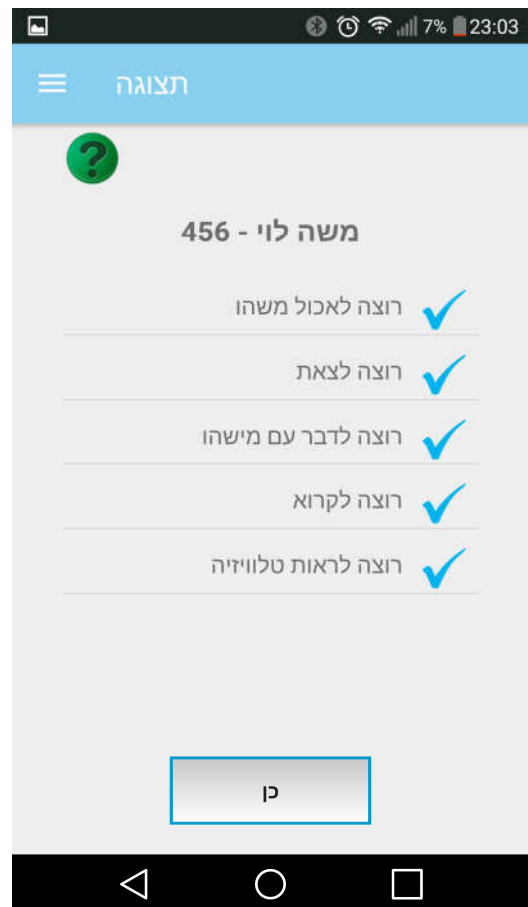 7% 23:03
תצוגה
?
משה לוי - 456
רוצה לאכול משהו
רוצה לצאת
רוצה לדבר עם מישהו
רוצה לקרוא
רוצה לראות טלוויזיה
כן